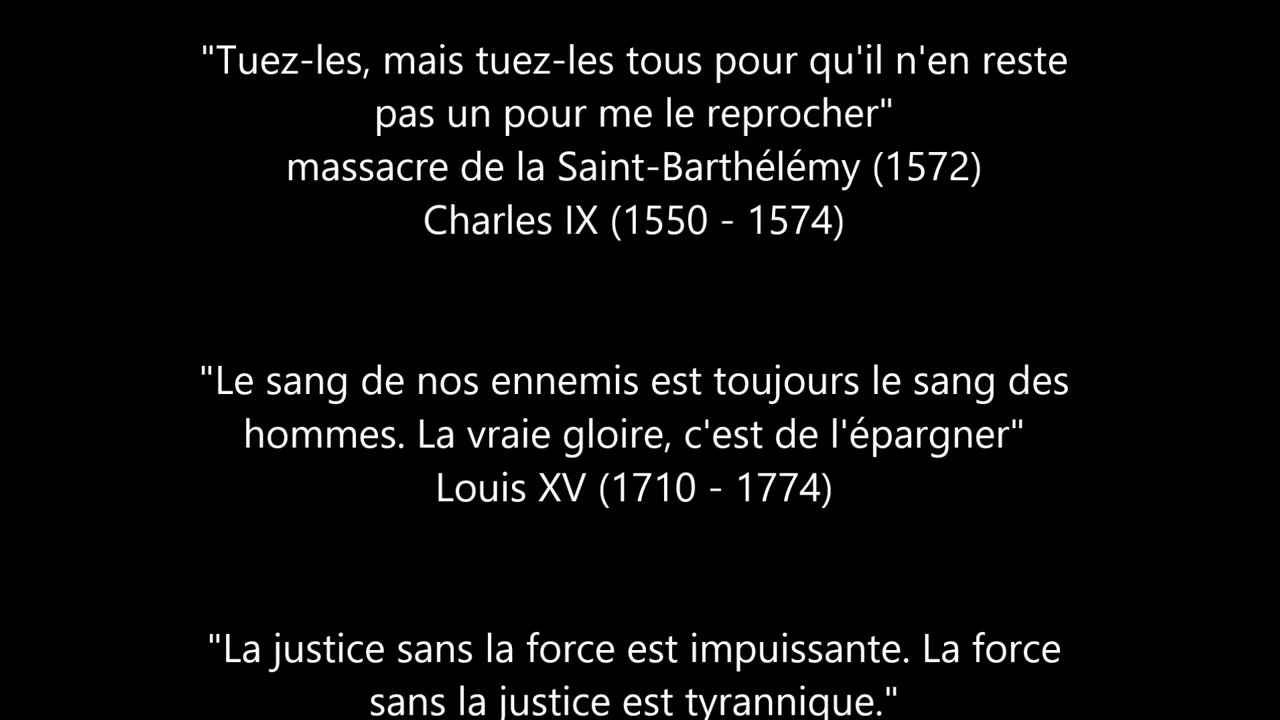 "Tuez-les, mais tuez-les tous pour qu'il n'en reste
pas un pour me le reprocher"
massacre de la Saint-Barthélémy (1572)
Charles IX (1550 - 1574)
"Le sang de nos ennemis est toujours le sang des
hommes. La vraie gloire, c'est de l'épargner"
Louis XV (1710 - 1774)
"La justice sans la force est impuissante. La force
sans la justice est tyrannique."